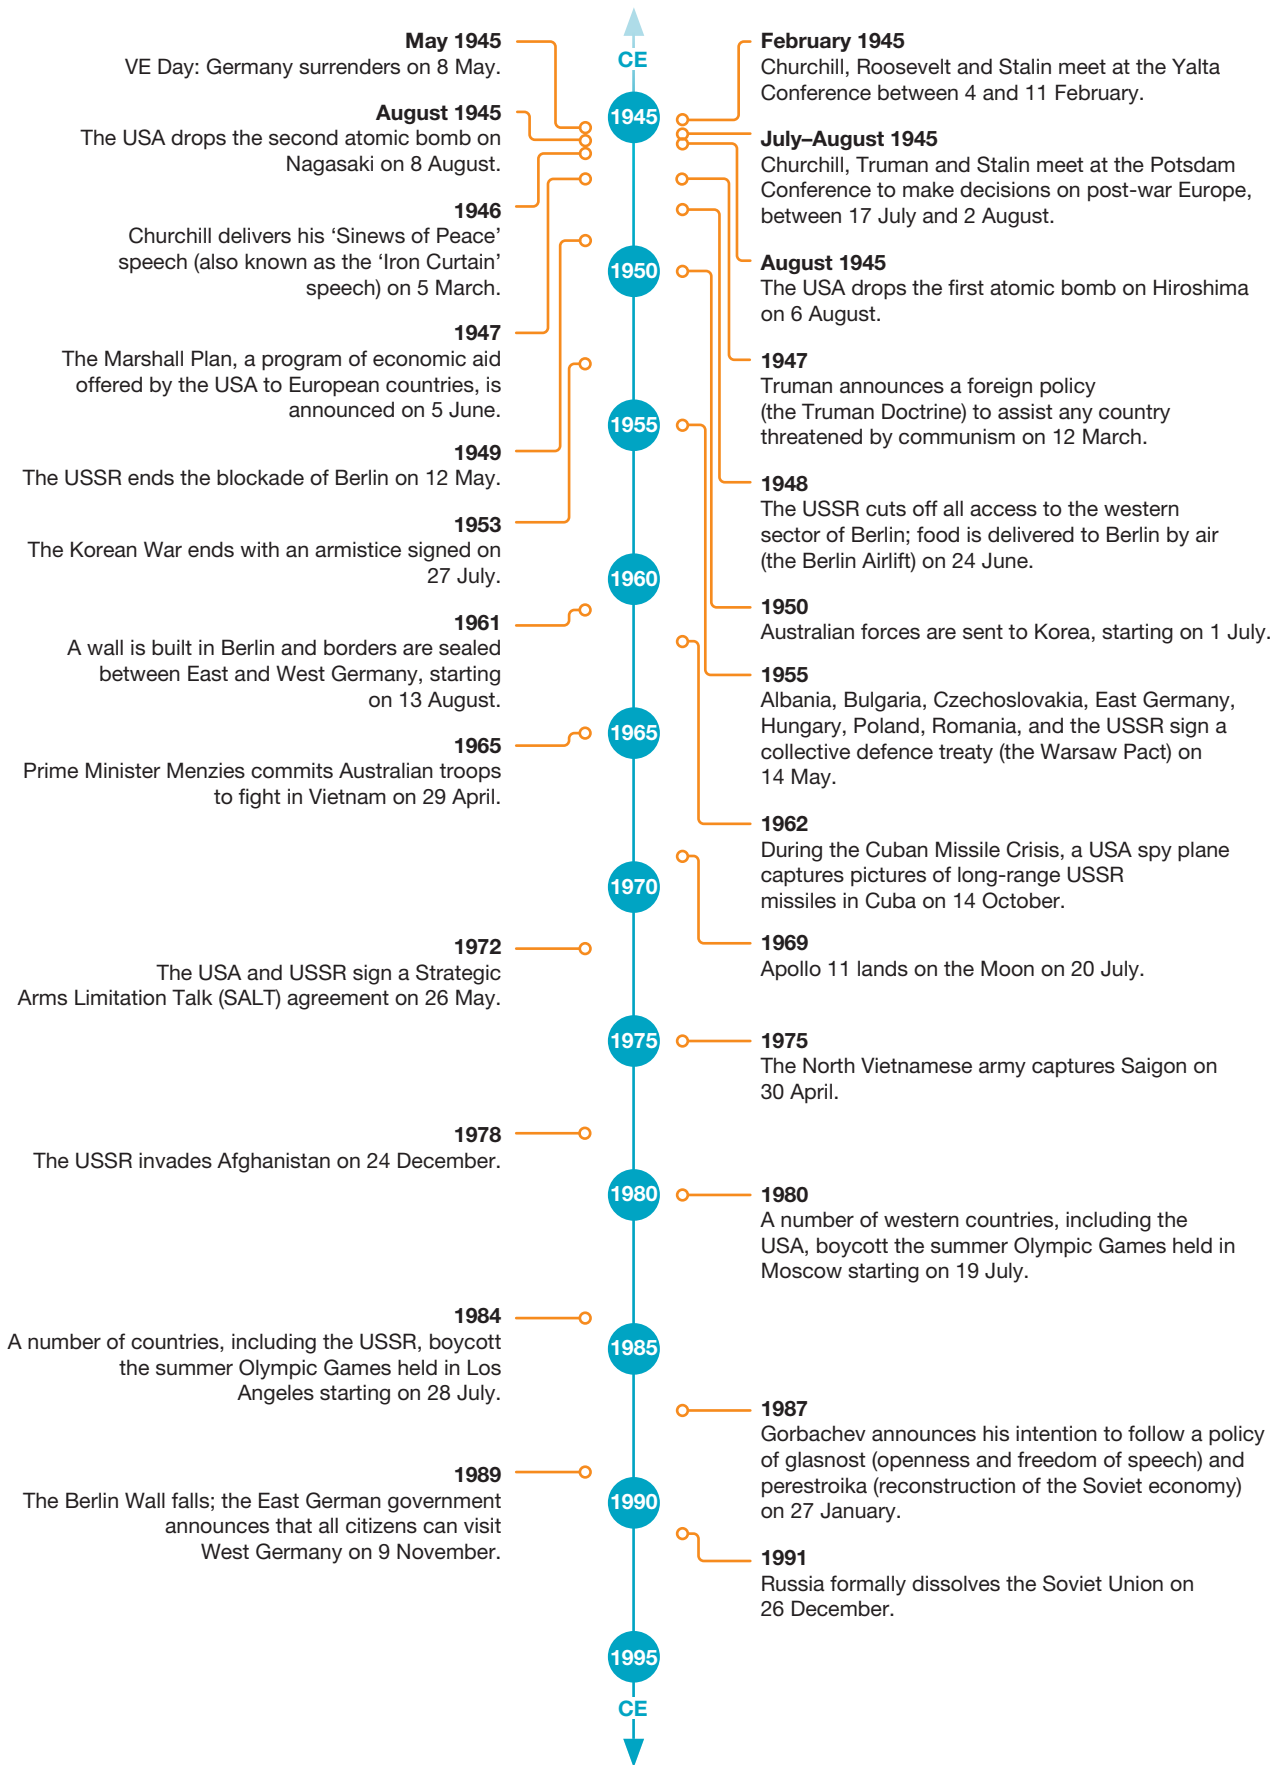 CE
May 1945
VE Day: Germany surrenders on 8 May.
August 1945
The USA drops the second atomic bomb on
Nagasaki on 8 August.
1946
Churchill delivers his ‘Sinews of Peace’
speech (also known as the ‘Iron Curtain’
speech) on 5 March.
1947
The Marshall Plan, a program of economic aid
offered by the USA to European countries, is
announced on 5 June.
1949
The USSR ends the blockade of Berlin on 12 May.
1953
The Korean War ends with an armistice signed on
27 July.
1961
A wall is built in Berlin and borders are sealed
between East and West Germany, starting
on 13 August.
1965
Prime Minister Menzies commits Australian troops
to fight in Vietnam on 29 April.
1972
The USA and USSR sign a Strategic
Arms Limitation Talk (SALT) agreement on 26 May.
1978
The USSR invades Afghanistan on 24 December.
1984
A number of countries, including the USSR, boycott
the summer Olympic Games held in Los
Angeles starting on 28 July.
1989
The Berlin Wall falls; the East German government
announces that all citizens can visit
West Germany on 9 November.
1945
1950
1955
1960
1965
1970
1975
1980
1985
1990
1995
CE
February 1945
Churchill, Roosevelt and Stalin meet at the Yalta
Conference between 4 and 11 February.
July–August 1945
Churchill, Truman and Stalin meet at the Potsdam
Conference to make decisions on post-war Europe,
between 17 July and 2 August.
August 1945
The USA drops the first atomic bomb on Hiroshima
on 6 August.
1947
Truman announces a foreign policy
(the Truman Doctrine) to assist any country
threatened by communism on 12 March.
1948
The USSR cuts off all access to the western
sector of Berlin; food is delivered to Berlin by air
(the Berlin Airlift) on 24 June.
1950
Australian forces are sent to Korea, starting on 1 July.
1955
Albania, Bulgaria, Czechoslovakia, East Germany,
Hungary, Poland, Romania, and the USSR sign a
collective defence treaty (the Warsaw Pact) on
14 May.
1962
During the Cuban Missile Crisis, a USA spy plane
captures pictures of long-range USSR
missiles in Cuba on 14 October.
1969
Apollo 11 lands on the Moon on 20 July.
1975
The North Vietnamese army captures Saigon on
30 April.
1980
A number of western countries, including the
USA, boycott the summer Olympic Games held in
Moscow starting on 19 July.
1987
Gorbachev announces his intention to follow a policy
of glasnost (openness and freedom of speech) and
perestroika (reconstruction of the Soviet economy)
on 27 January.
1991
Russia formally dissolves the Soviet Union on
26 December.